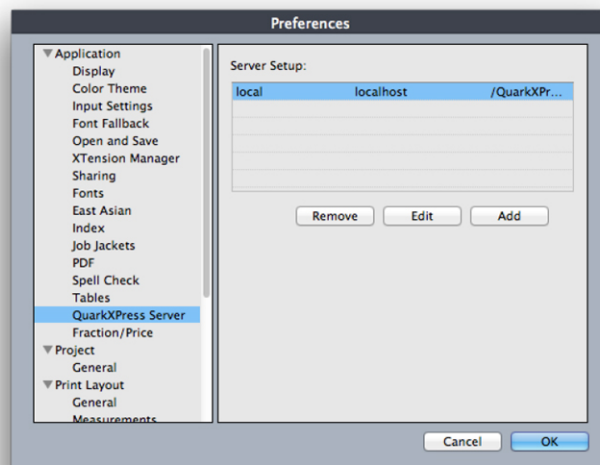 Preferences
Application
Display
Color Theme
Input Settings
Font Fallback
Open and Save
XTension Manager
Sharing
Fonts
East Asian
Index
Job Jackets
PDF
Spell Check
Tables
QuarkXPress Server
Fraction/Price
Project
General
Print Layout
General
Measurements
Server Setup:
local localhost /QuarkXPr...
Remove Edit Add
Cancel OK